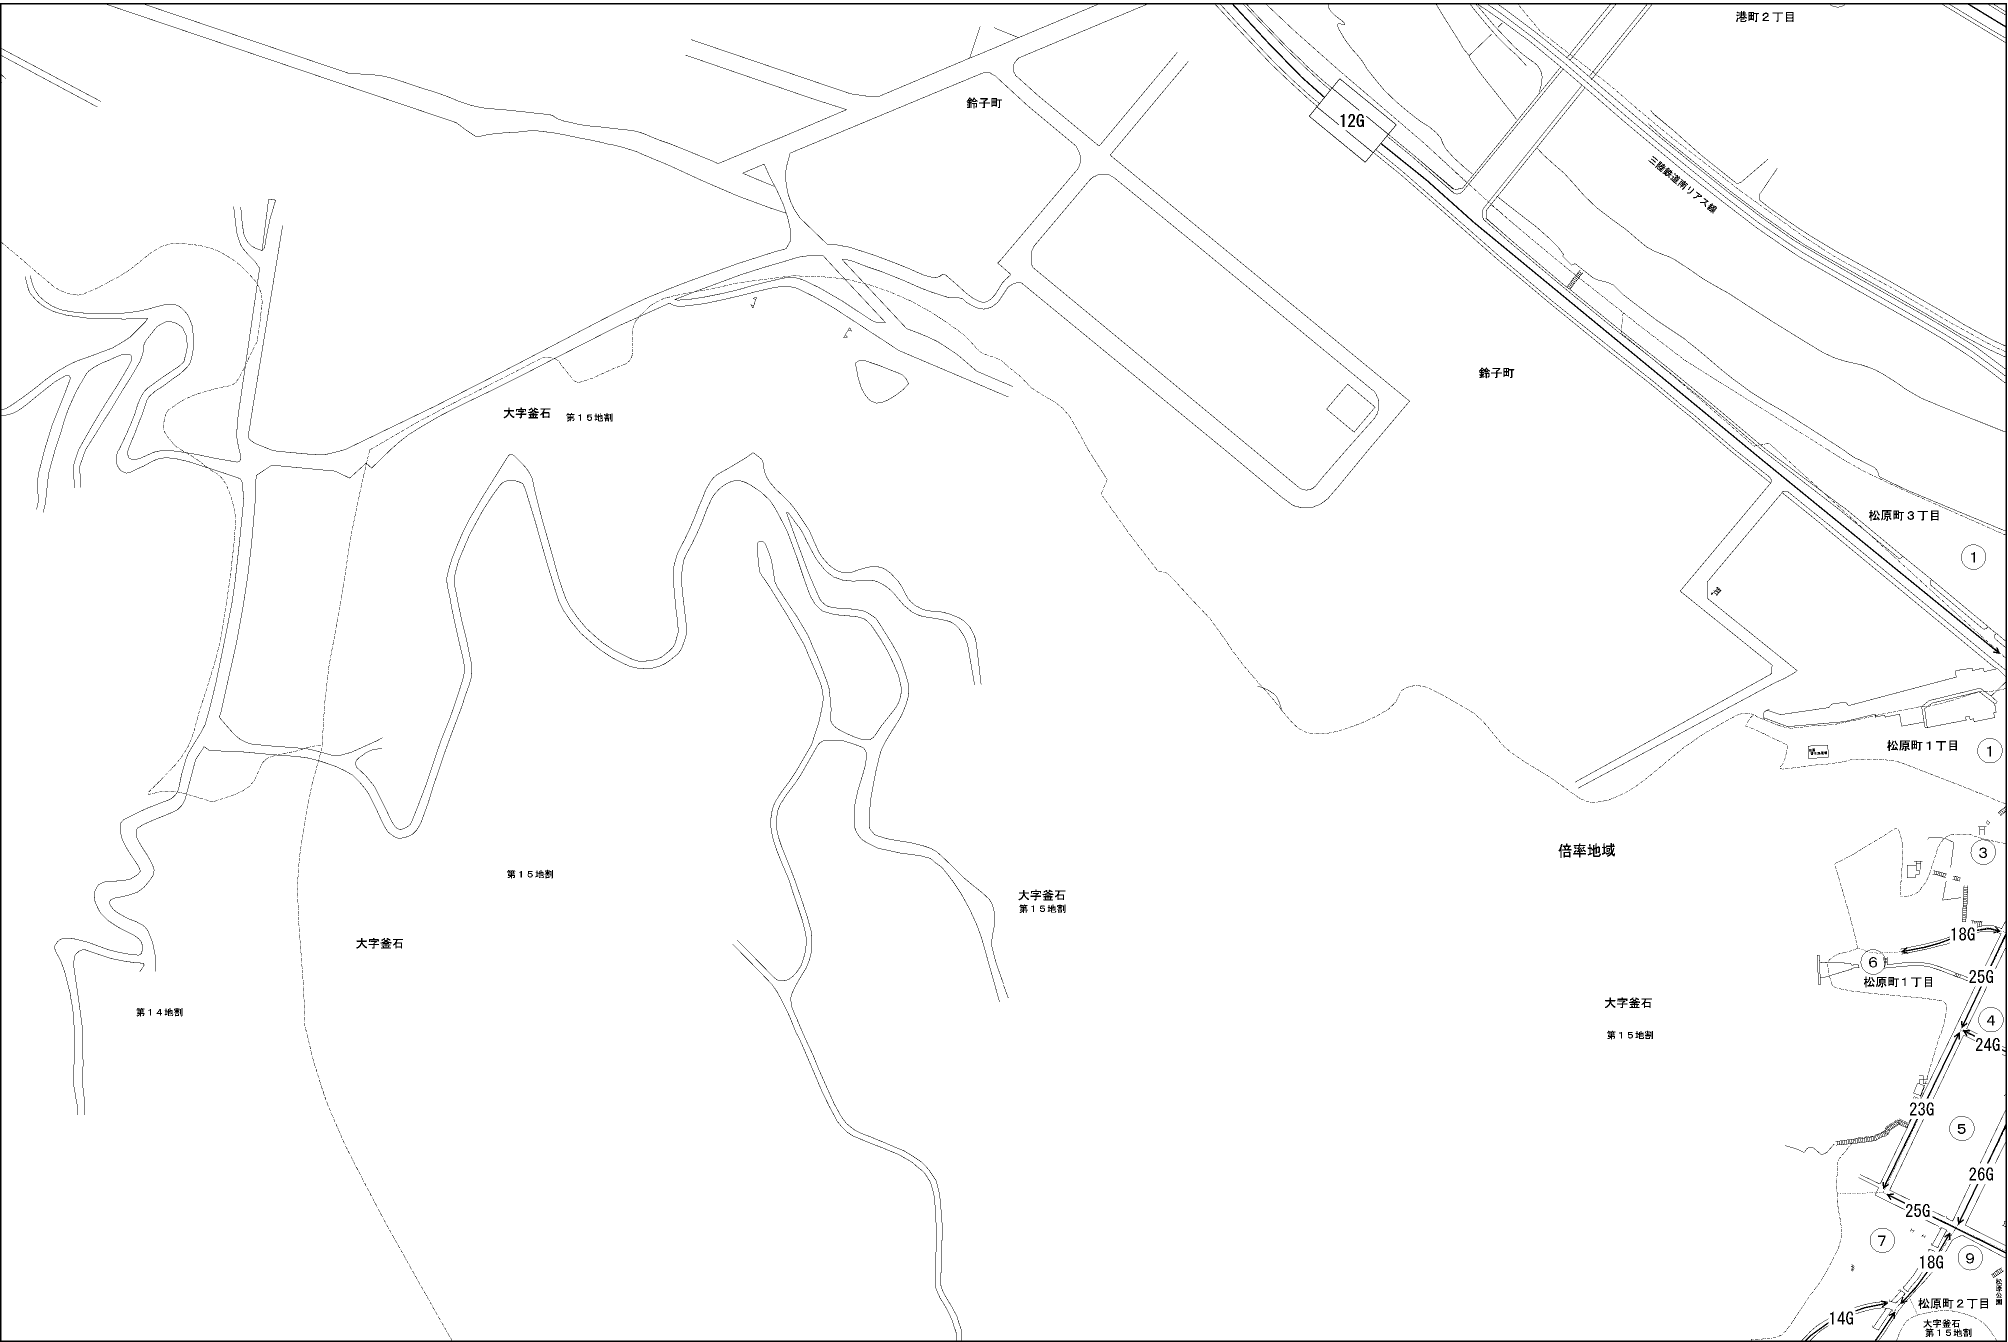 港町２丁目
鈴子町
12G
三陸鉄道南リアス線
鈴子町
大字釜石 第１５地割
松原町３丁目
1
松原町１丁目
1
倍率地域
3
第１５地割
大字釜石
第１５地割
大字釜石
18G
6
松原町１丁目
25G
大字釜石
第１５地割
第１４地割
4
24G
23G
5
26G
25G
7
9
18G
松原公園
松原町２丁目
14G
大字釜石
第１５地割